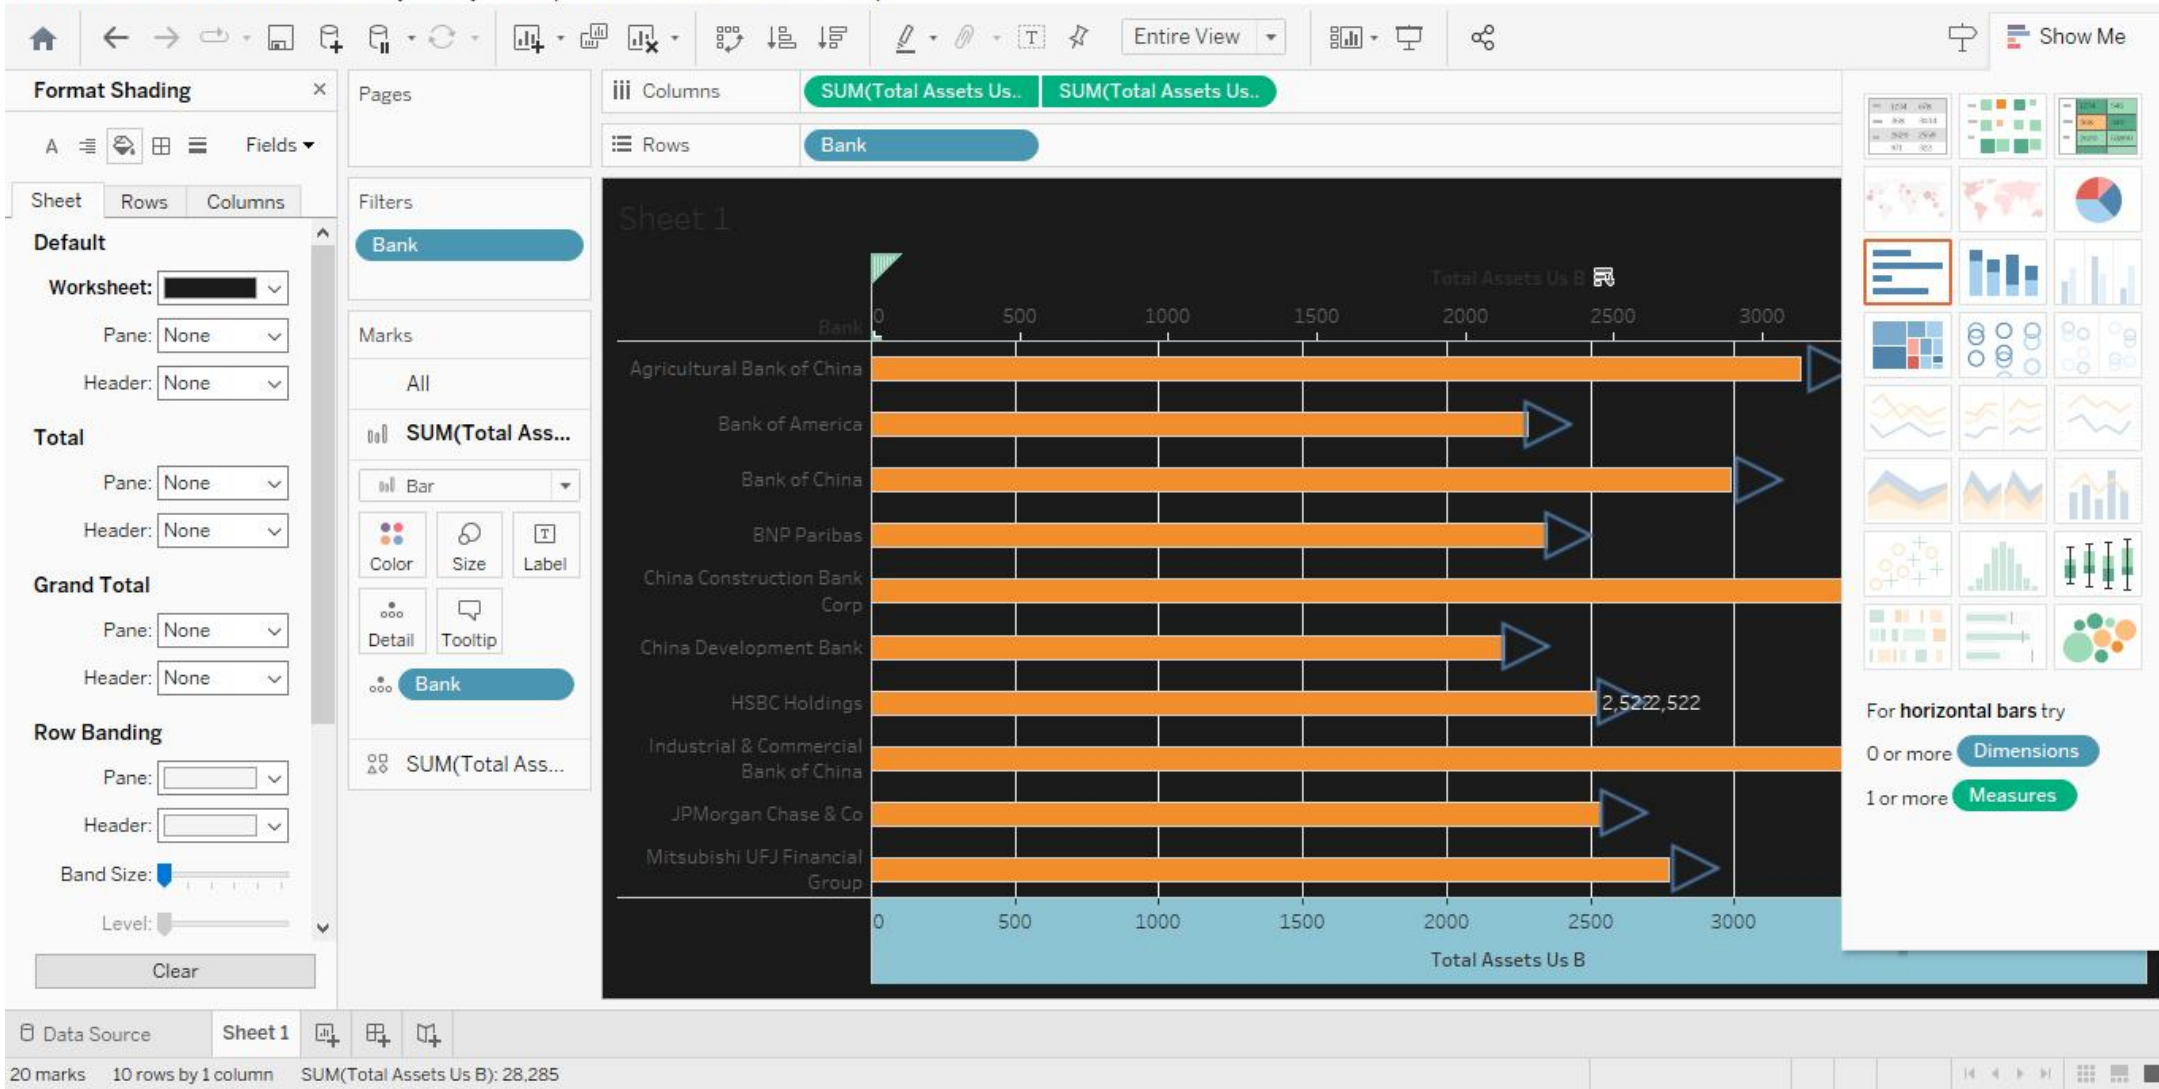 Entire View
Show Me
Format Shading
Fields
Sheet
Rows
Columns
Default
Worksheet:
Pane: None
Header: None
Total
Pane: None
Header: None
Grand Total
Pane: None
Header: None
Row Banding
Pane:
Header:
Band Size:
Level:
Clear
Pages
Filters
Bank
Marks
All
SUM(Total Ass...
Bar
Color
Size
Label
Detail
Tooltip
Bank
SUM(Total Ass...
Columns
SUM(Total Assets Us..
SUM(Total Assets Us..
Rows
Bank
Sheet 1
Total Assets Us B
Bank
0 500 1000 1500 2000 2500 3000
Agricultural Bank of China
Bank of America
Bank of China
BNP Paribas
China Construction Bank
Corp
China Development Bank
HSBC Holdings
2,522
2,522
Industrial & Commercial
Bank of China
JPMorgan Chase & Co
Mitsubishi UFJ Financial
Group
0 500 1000 1500 2000 2500 3000
Total Assets Us B
For horizontal bars try
0 or more Dimensions
1 or more Measures
Data Source
Sheet 1
20 marks 10 rows by 1 column SUM(Total Assets Us B): 28,285